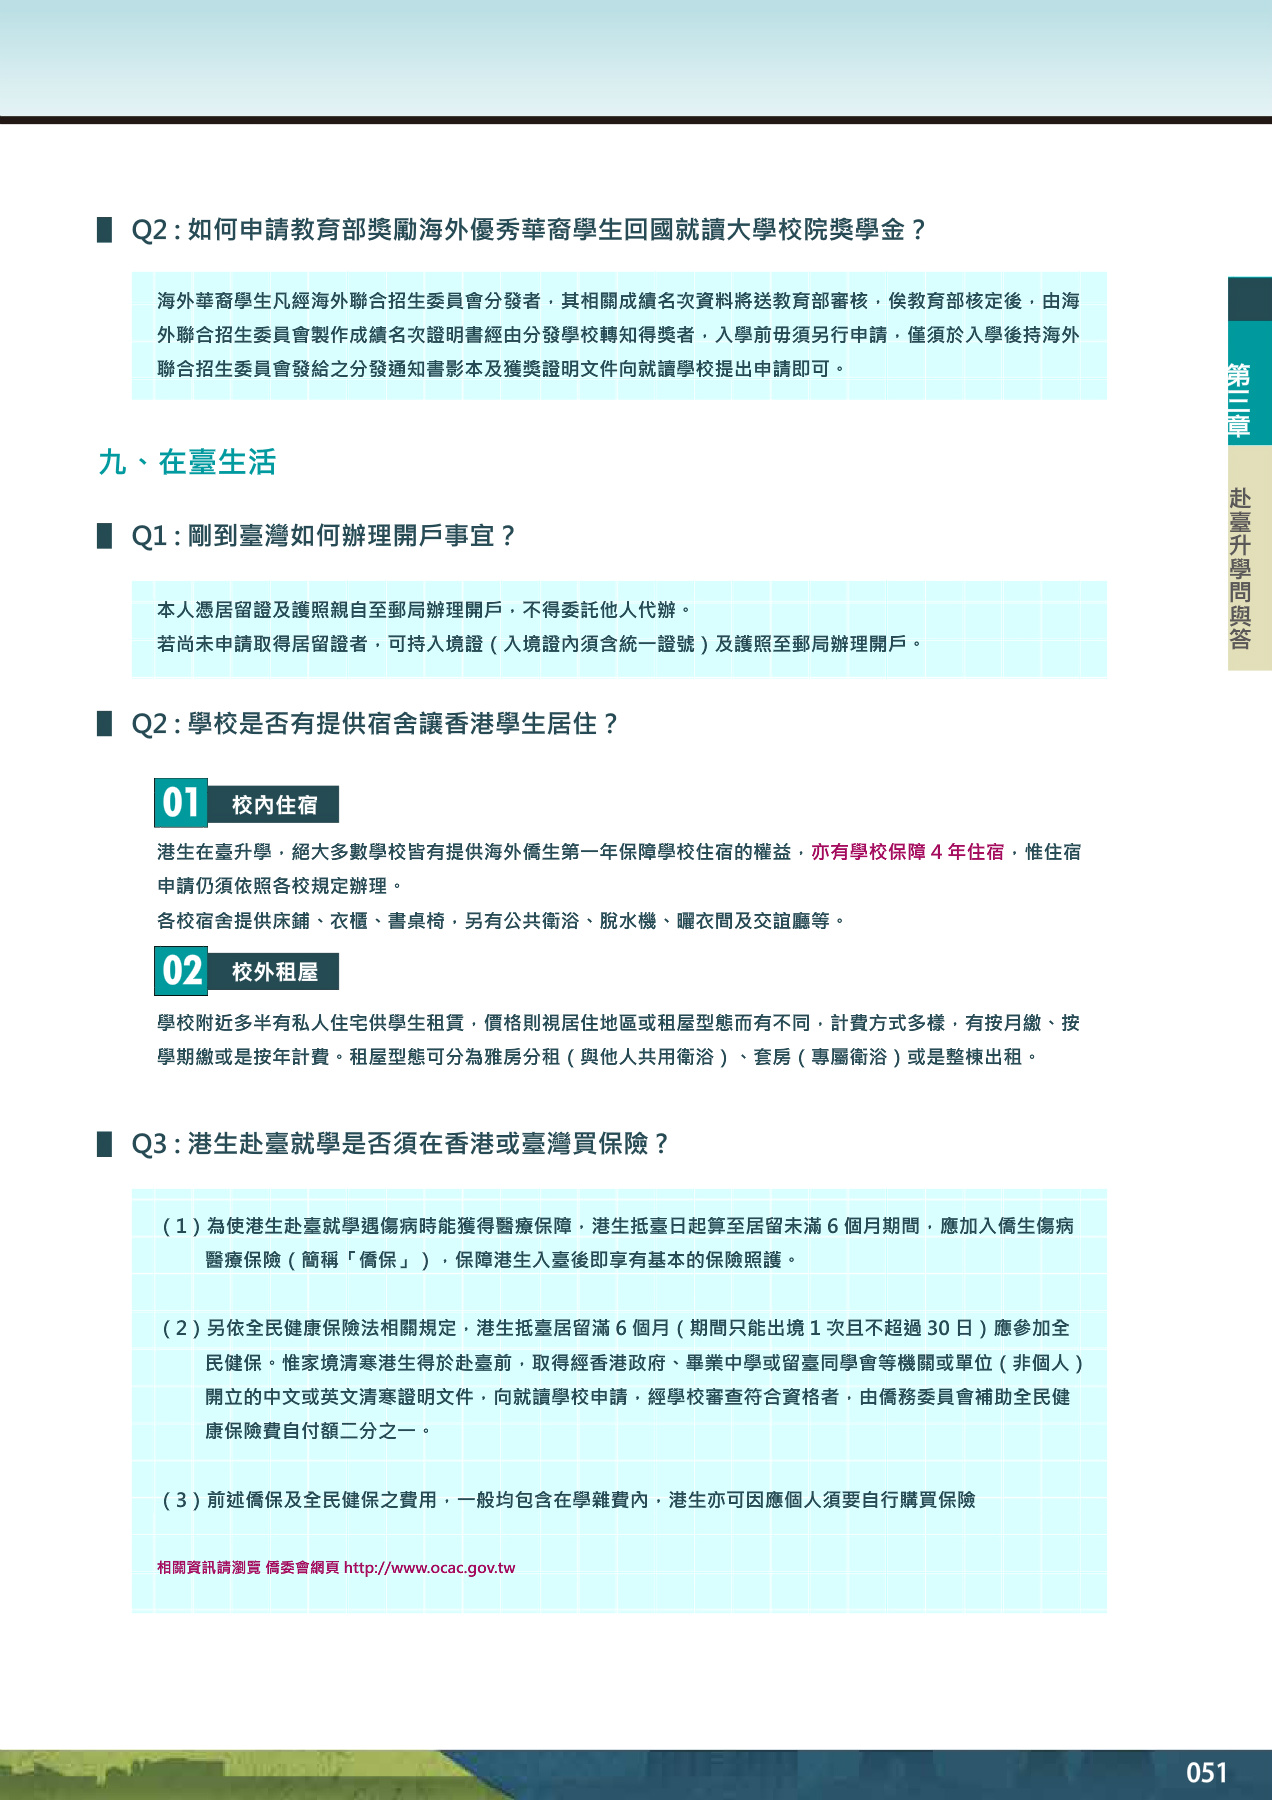 Q2 : 如何申請教育部獎勵海外優秀華裔學生回國就讀大學校院獎學金？
海外華裔學生凡經海外聯合招生委員會分發者，其相關成績名次資料將送教育部審核，俟教育部核定後，由海
外聯合招生委員會製作成績名次證明書經由分發學校轉知得獎者，入學前毋須另行申請，僅須於入學後持海外
聯合招生委員會發給之分發通知書影本及獲獎證明文件向就讀學校提出申請即可。
九、在臺生活
Q1 : 剛到臺灣如何辦理開戶事宜？
本人憑居留證及護照親自至郵局辦理開戶，不得委託他人代辦。
若尚未申請取得居留證者，可持入境證（入境證內須含統一證號）及護照至郵局辦理開戶。
Q2 : 學校是否有提供宿舍讓香港學生居住？
01 校內住宿
港生在臺升學，絕大多數學校皆有提供海外僑生第一年保障學校住宿的權益，亦有學校保障 4 年住宿，惟住宿
申請仍須依照各校規定辦理。
各校宿舍提供床鋪、衣櫃、書桌椅，另有公共衛浴、脫水機、曬衣間及交誼廳等。
02 校外租屋
學校附近多半有私人住宅供學生租賃，價格則視居住地區或租屋型態而有不同，計費方式多樣，有按月繳、按
學期繳或是按年計費。租屋型態可分為雅房分租（與他人共用衛浴）、套房（專屬衛浴）或是整棟出租。
Q3 : 港生赴臺就學是否須在香港或臺灣買保險？
（1）為使港生赴臺就學遇傷病時能獲得醫療保障，港生抵臺日起算至居留未滿 6 個月期間，應加入僑生傷病
醫療保險（簡稱「僑保」），保障港生入臺後即享有基本的保險照護。
（2）另依全民健康保險法相關規定，港生抵臺居留滿 6 個月（期間只能出境 1 次且不超過 30 日）應參加全
民健保。惟家境清寒港生得於赴臺前，取得經香港政府、畢業中學或留臺同學會等機關或單位（非個人）
開立的中文或英文清寒證明文件，向就讀學校申請，經學校審查符合資格者，由僑務委員會補助全民健
康保險費自付額二分之一。
（3）前述僑保及全民健保之費用，一般均包含在學雜費內，港生亦可因應個人須要自行購買保險
相關資訊請瀏覽 僑委會網頁 http://www.ocac.gov.tw
第三章
赴臺升學問與答
051